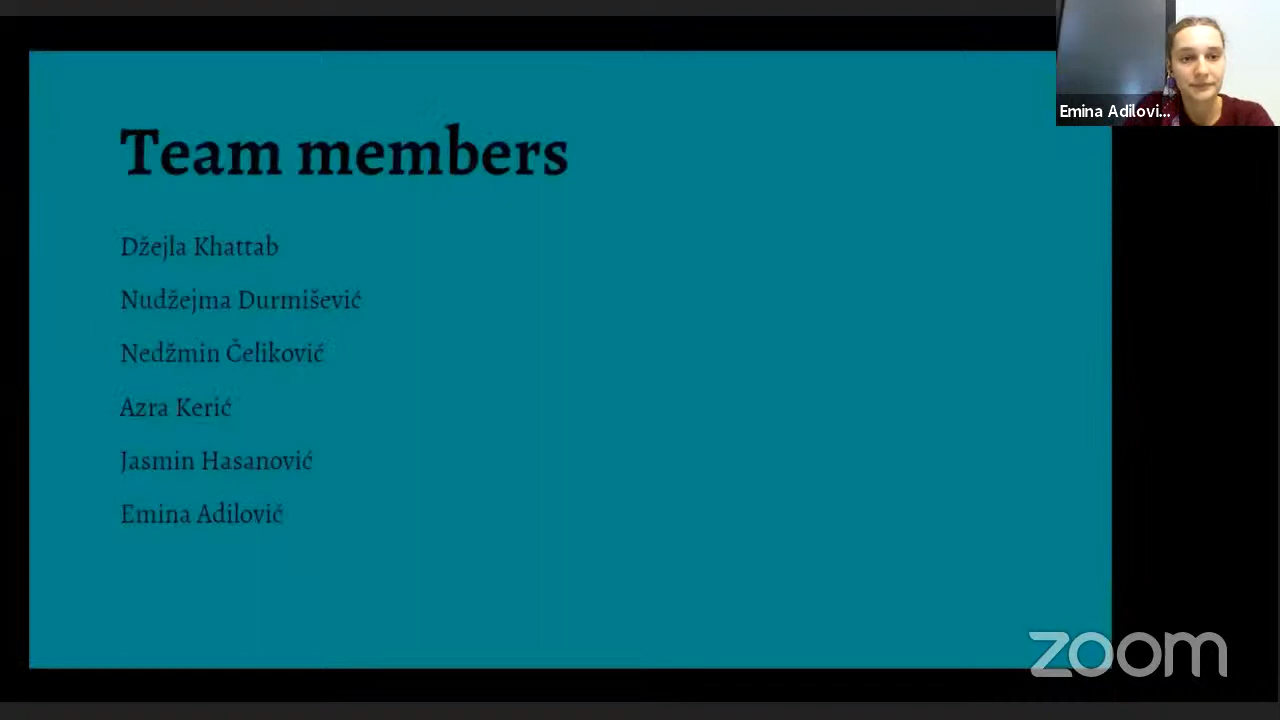 Emina Adilovi...
Team members
Džejla Khattab
Nudžejma Durmišević
Nedžmin Čeliković
Azra Kerić
Jasmin Hasanović
Emina Adilović
zoom